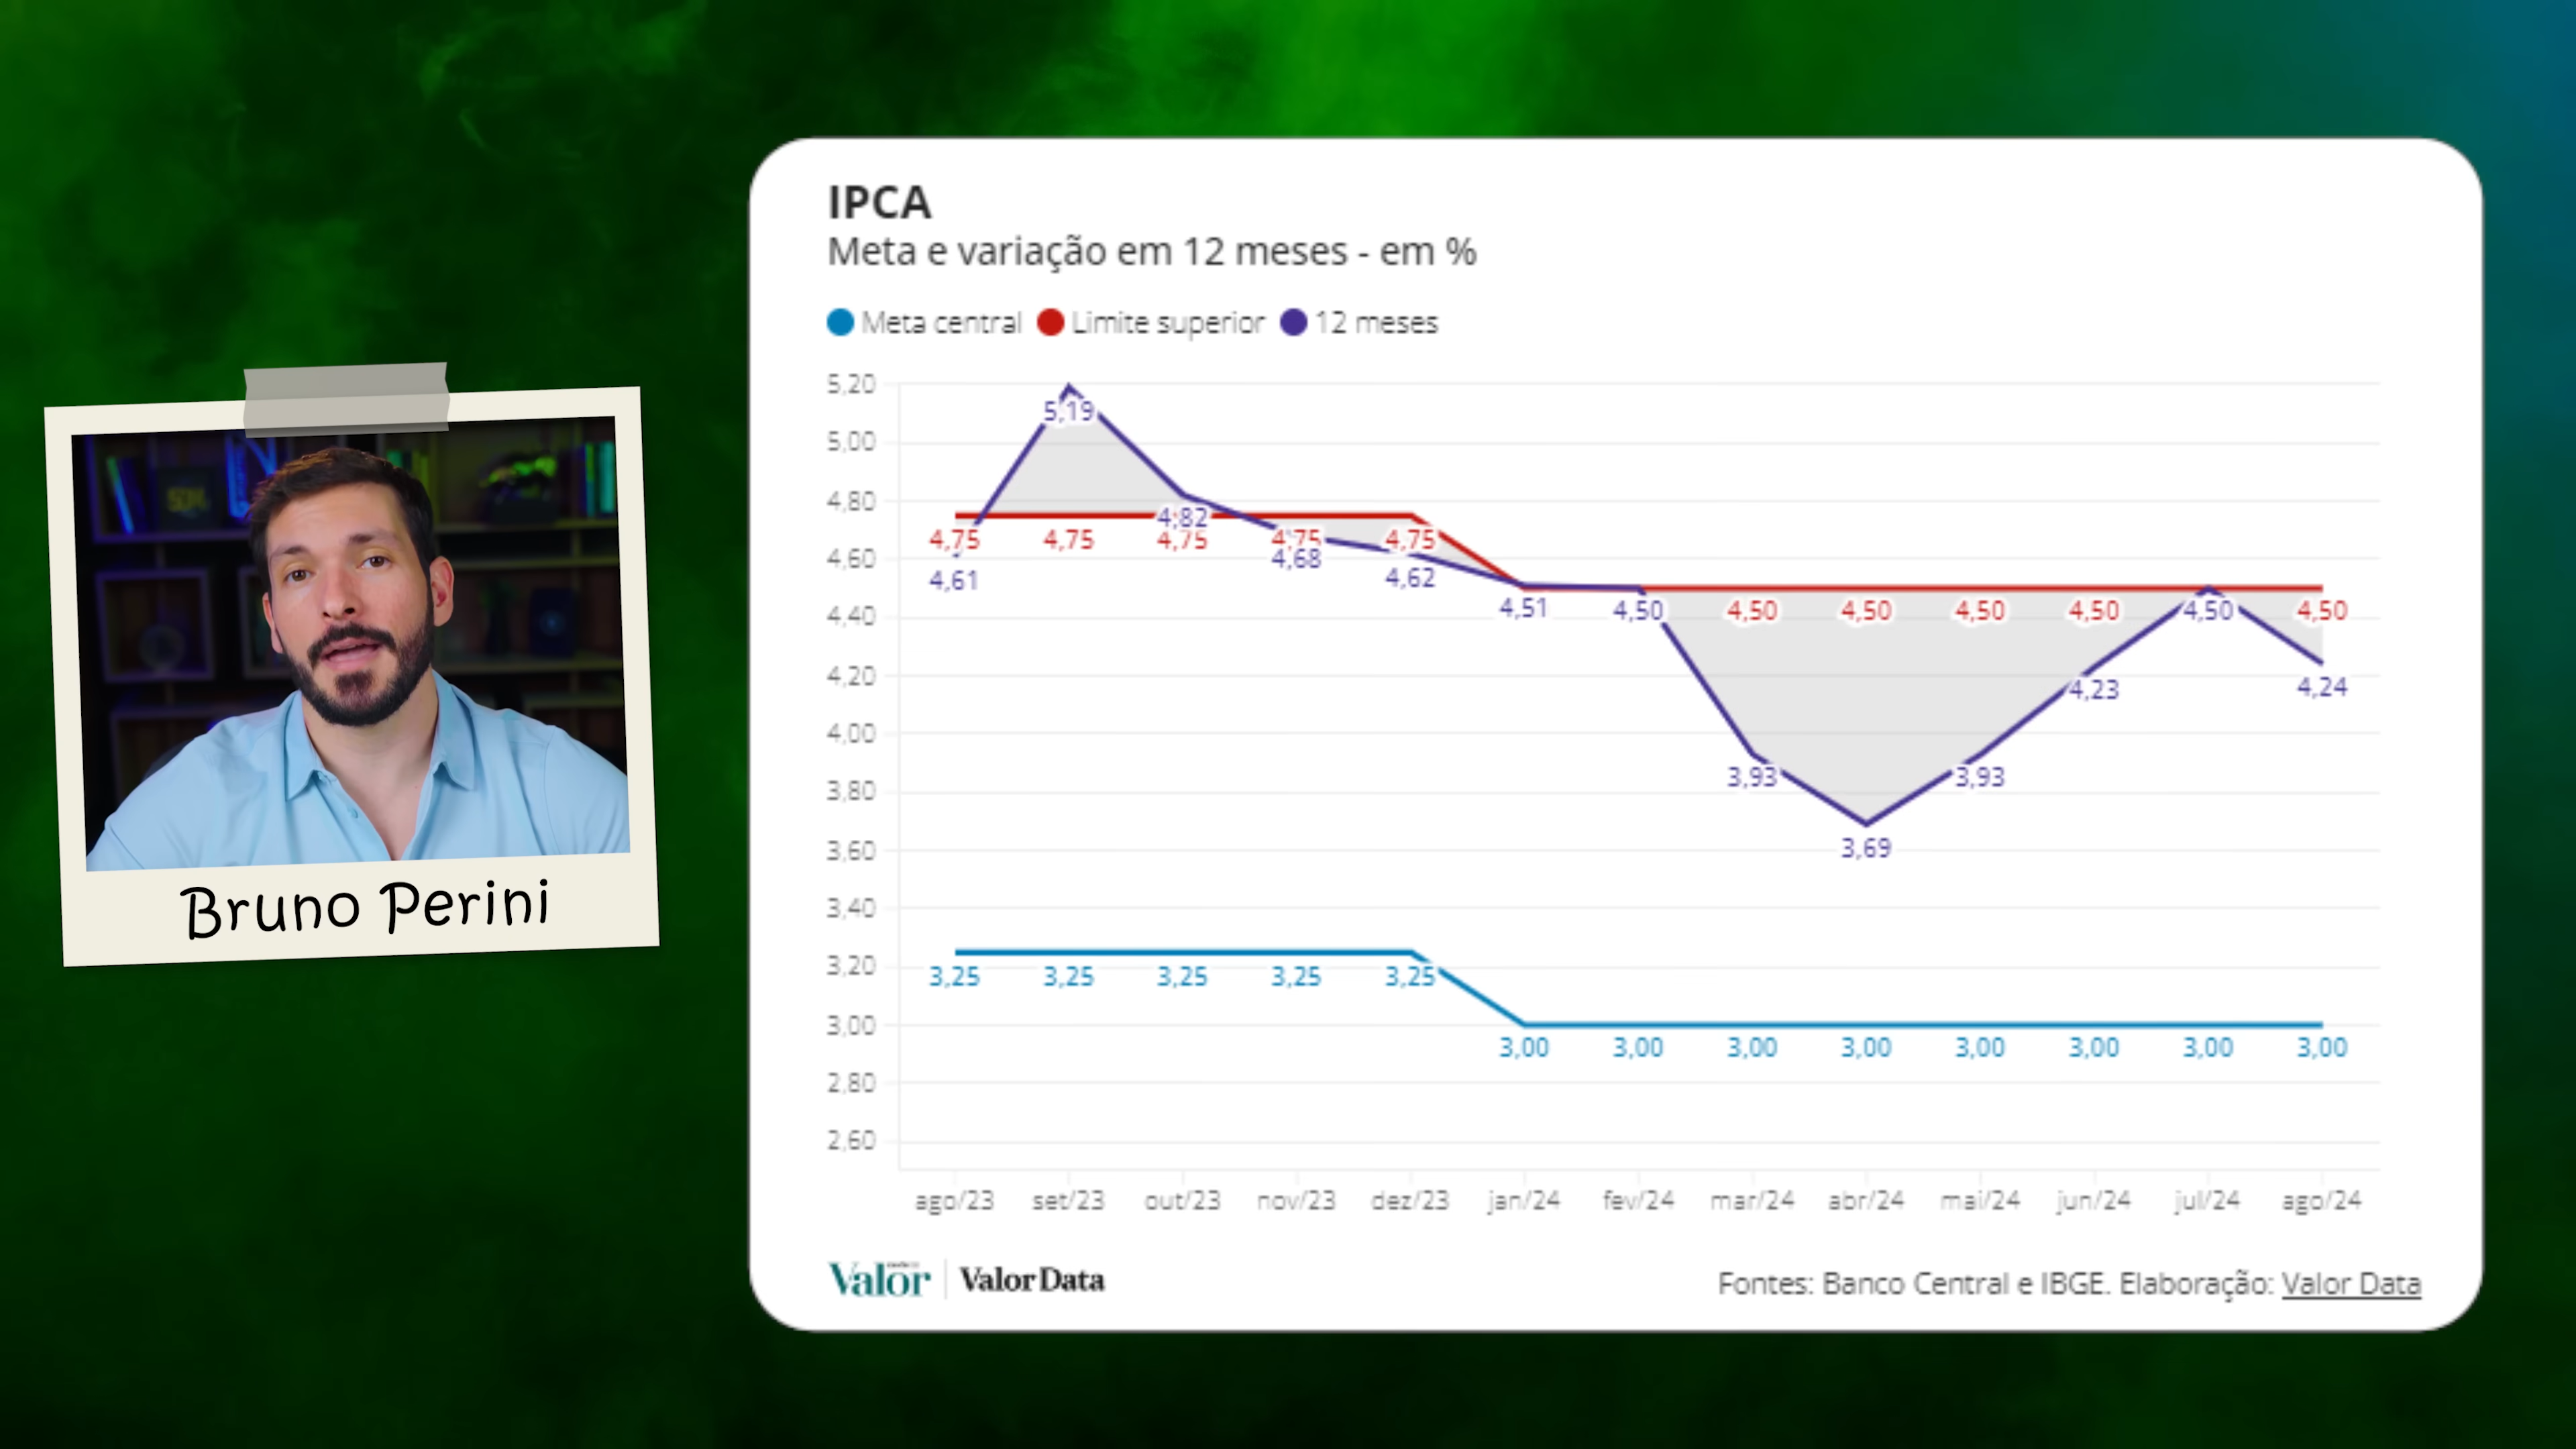 IPCA
Meta e variação em 12 meses - em %
Meta central Limite superior 12 meses
5,20
5,00
4,80
4,60
4,40
4,20
4,00
3,80
3,60
3,40
3,20
3,00
2,80
2,60
4,61 5,19 4,82 4,68 4,62 4,51 4,50 3,93 3,69 3,93 4,23 4,50 4,24
4,75 4,75 4,75 4,75 4,75 4,50 4,50 4,50 4,50 4,50
3,25 3,25 3,25 3,25 3,25 3,00 3,00 3,00 3,00 3,00 3,00 3,00 3,00
ago/23 set/23 out/23 nov/23 dez/23 jan/24 fev/24 mar/24 abr/24 mai/24 jun/24 jul/24 ago/24
Valor Valor Data
Fontes: Banco Central e IBGE. Elaboração: Valor Data
Bruno Perini